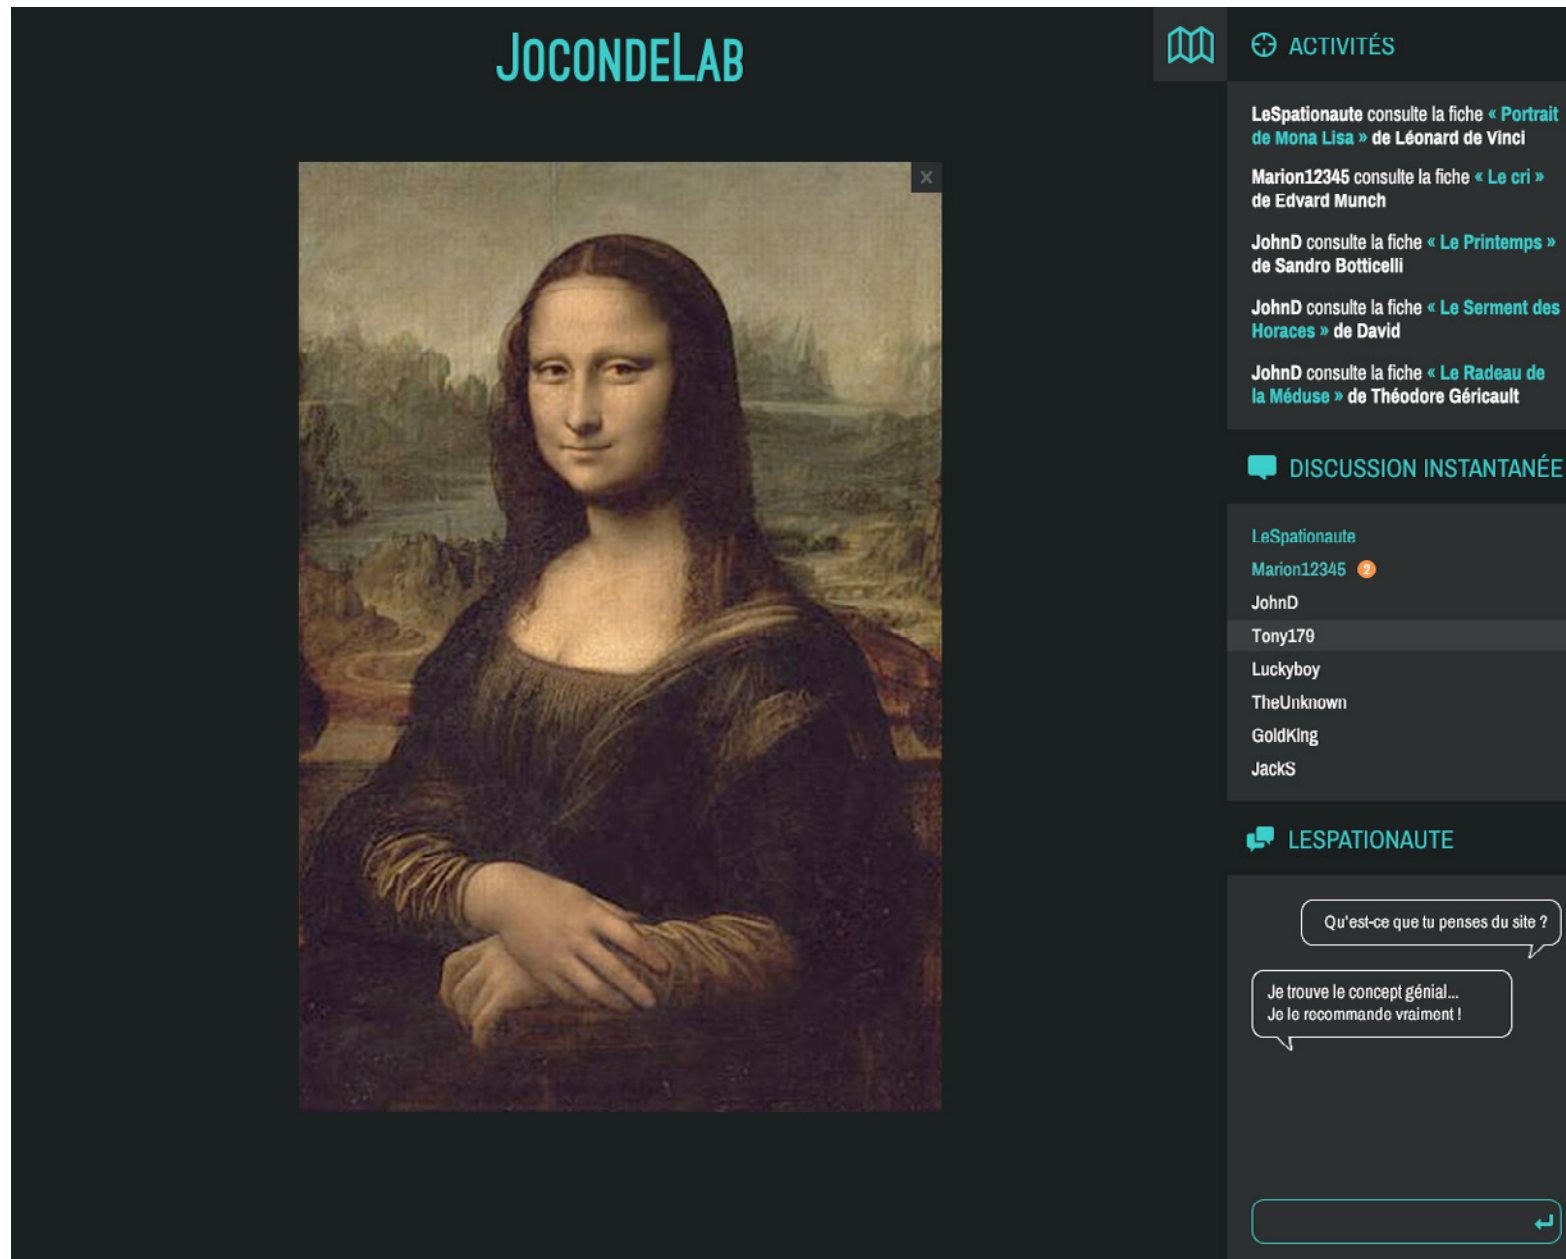 JOCONDELAB
ACTIVITÉS
LeSpationaute consulte la fiche « Portrait
de Mona Lisa » de Léonard de Vinci
Marion12345 consulte la fiche « Le cri »
de Edvard Munch
JohnD consulte la fiche « Le Printemps »
de Sandro Botticelli
JohnD consulte la fiche « Le Serment des
Horaces » de David
JohnD consulte la fiche « Le Radeau de
la Méduse » de Théodore Géricault
DISCUSSION INSTANTANÉE
LeSpationaute
Marion12345 2
JohnD
Tony179
Luckyboy
TheUnknown
GoldKing
JackS
LESPATIONAUTE
Qu'est-ce que tu penses du site ?
Je trouve le concept génial...
Je le recommande vraiment !